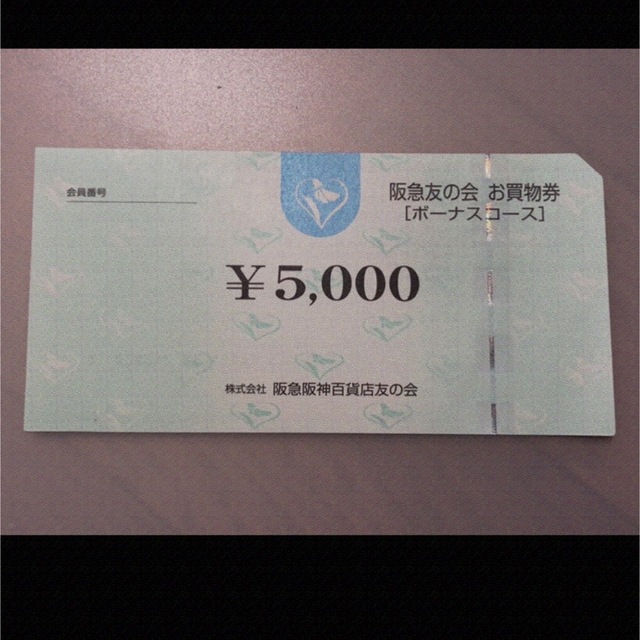 会員番号
阪急友の会 お買物券
[ボーナスコース]
¥5,000
株式会社 阪急阪神百貨店友の会